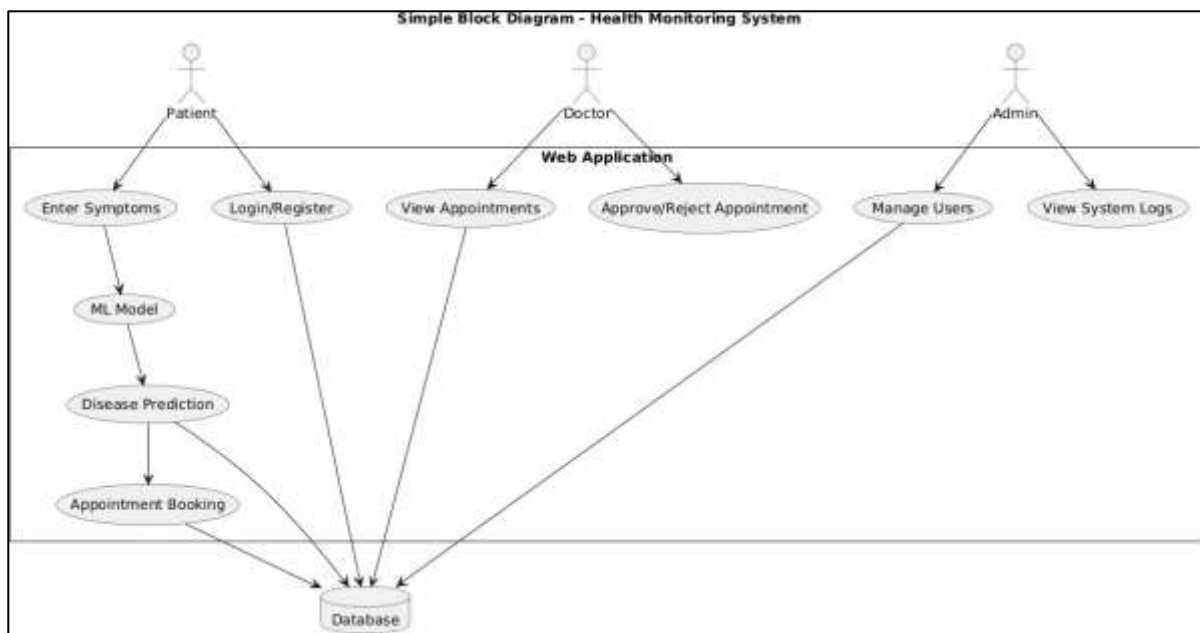 Simple Block Diagram - Health Monitoring System
Patient
Doctor
Admin
Web Application
Enter Symptoms
Login/Register
View Appointments
Approve/Reject Appointment
Manage Users
View System Logs
ML Model
Disease Prediction
Appointment Booking
Database